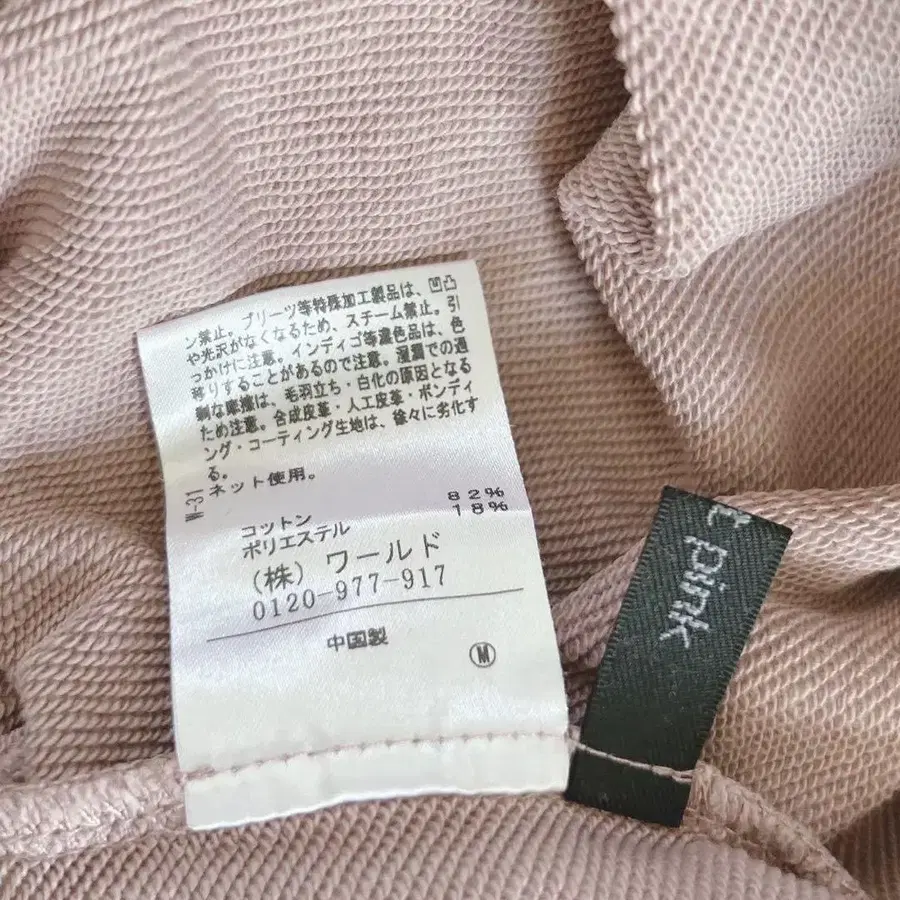 ン禁止。プリーツ等特殊加工製品は、凹凸
や光沢がなくなるため、スチーム禁止。引
っかけに注意。インディゴ等濃色品は、色
移りすることがあるので注意。湿潤での過
剰な摩擦は、毛羽立ち・白化の原因となる
ため注意。合成皮革・人工皮革・ボンディ
ング・コーティング生地は、徐々に劣化す
る。
ネット使用。
W-31
コットン 82%
ポリエステル 18%
(株) ワールド
0120-977-917
中国製
M
t pink